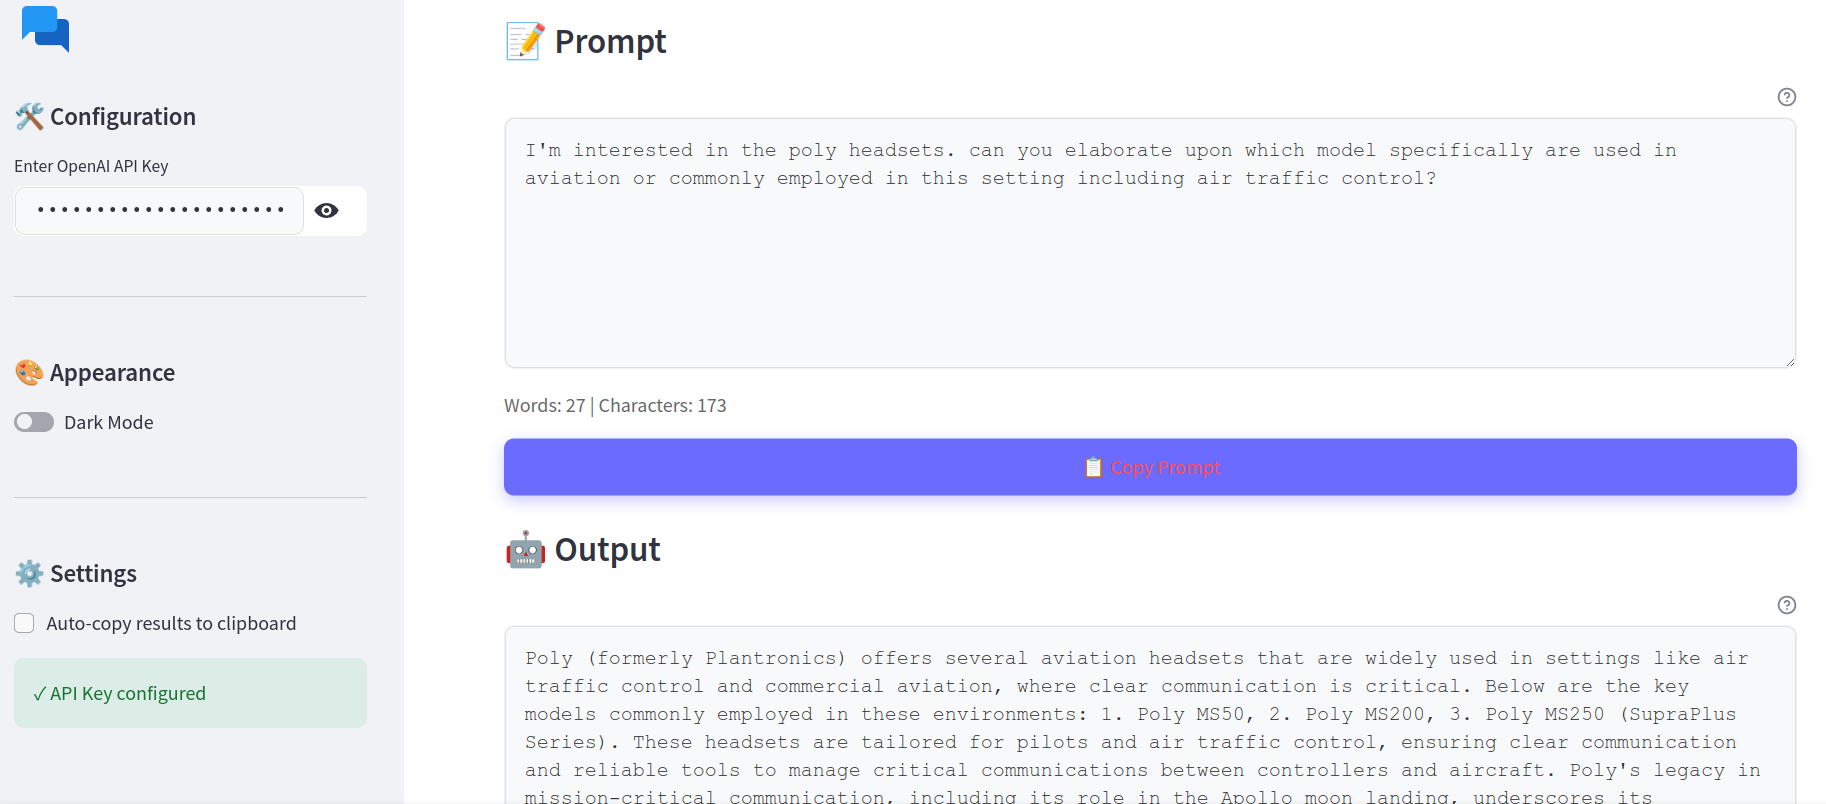 Configuration
Enter OpenAI API Key
••••••••••••••••••••
Appearance
Dark Mode
Settings
Auto-copy results to clipboard
✓ API Key configured
Prompt
I'm interested in the poly headsets. can you elaborate upon which model specifically are used in
aviation or commonly employed in this setting including air traffic control?
Words: 27 | Characters: 173
Copy Prompt
Output
Poly (formerly Plantronics) offers several aviation headsets that are widely used in settings like air
traffic control and commercial aviation, where clear communication is critical. Below are the key
models commonly employed in these environments: 1. Poly MS50, 2. Poly MS200, 3. Poly MS250 (SupraPlus
Series). These headsets are tailored for pilots and air traffic control, ensuring clear communication
and reliable tools to manage critical communications between controllers and aircraft. Poly's legacy in
mission-critical communication, including its role in the Apollo moon landing, underscores its